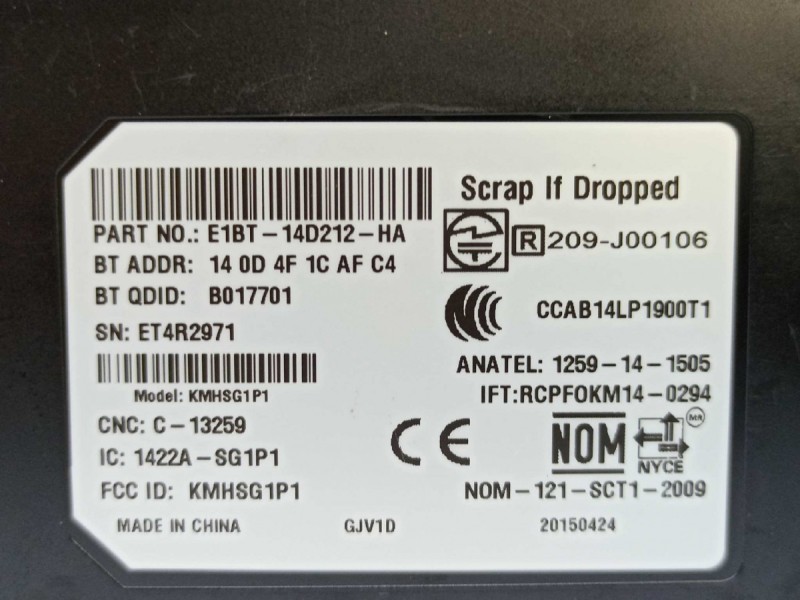 Scrap If Dropped
PART NO.: E1BT-14D212-HA
R 209-J00106
BT ADDR: 14 0D 4F 1C AF C4
BT QDID: B017701
CCAB14LP1900T1
SN: ET4R2971
ANATEL: 1259-14-1505
Model: KMHSG1P1
IFT:RCPFOKM14-0294
CNC: C-13259
CE
NOM
MR
NYCE
IC: 1422A-SG1P1
FCC ID: KMHSG1P1
NOM-121-SCT1-2009
MADE IN CHINA
GJV1D
20150424